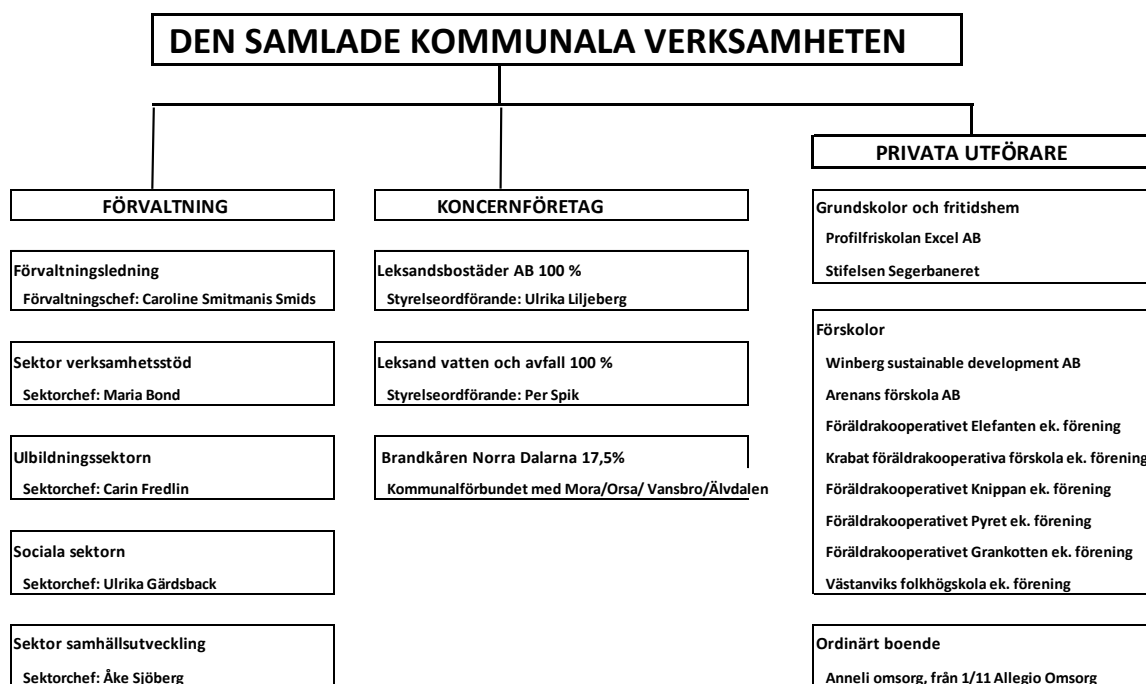 DEN SAMLADE KOMMUNALA VERKSAMHETEN
FÖRVALTNING
Förvaltningsledning
Förvaltningschef: Caroline Smitmanis Smids
Sektor verksamhetsstöd
Sektorchef: Maria Bond
Ulbildningssektorn
Sektorchef: Carin Fredlin
Sociala sektorn
Sektorchef: Ulrika Gärdsback
Sektor samhällsutveckling
Sektorchef: Åke Sjöberg
KONCERNFÖRETAG
Leksandsbostäder AB 100 %
Styrelseordförande: Ulrika Liljeberg
Leksand vatten och avfall 100 %
Styrelseordförande: Per Spik
Brandkåren Norra Dalarna 17,5%
Kommunalförbundet med Mora/Orsa/ Vansbro/Älvdalen
PRIVATA UTFÖRARE
Grundskolor och fritidshem
Profilfriskolan Excel AB
Stifelsen Segerbaneret
Förskolor
Winberg sustainable development AB
Arenans förskola AB
Föräldrakooperativet Elefanten ek. förening
Krabat föräldrakooperativa förskola ek. förening
Föräldrakooperativet Knippan ek. förening
Föräldrakooperativet Pyret ek. förening
Föräldrakooperativet Grankotten ek. förening
Västanviks folkhögskola ek. förening
Ordinärt boende
Anneli omsorg, från 1/11 Allegio Omsorg